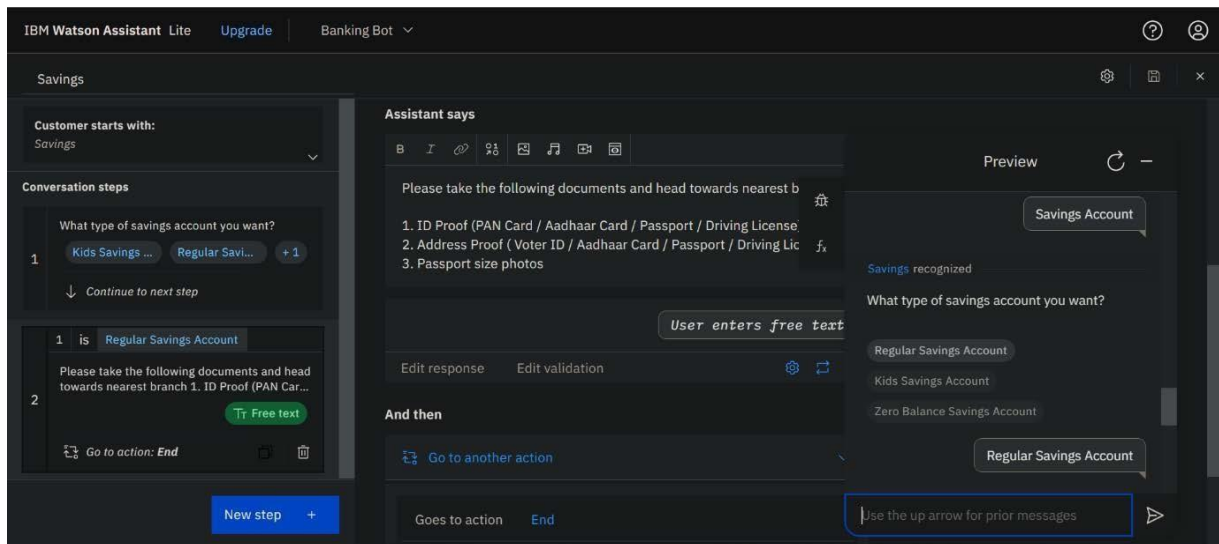 IBM Watson Assistant Lite Upgrade Banking Bot
Savings
Customer starts with:
Savings
Conversation steps
1
What type of savings account you want?
Kids Savings ... Regular Savi... + 1
Continue to next step
2
1 is Regular Savings Account
Please take the following documents and head
towards nearest branch 1. ID Proof (PAN Car...
Tт Free text
Go to action: End
New step +
Assistant says
B I
Please take the following documents and head towards nearest b
1. ID Proof (PAN Card / Aadhaar Card / Passport / Driving License)
2. Address Proof ( Voter ID / Aadhaar Card / Passport / Driving Lic
3. Passport size photos
User enters free text
Edit response Edit validation
And then
Go to another action
Goes to action End
fx
Preview
Savings Account
Savings recognized
What type of savings account you want?
Regular Savings Account
Kids Savings Account
Zero Balance Savings Account
Regular Savings Account
Use the up arrow for prior messages